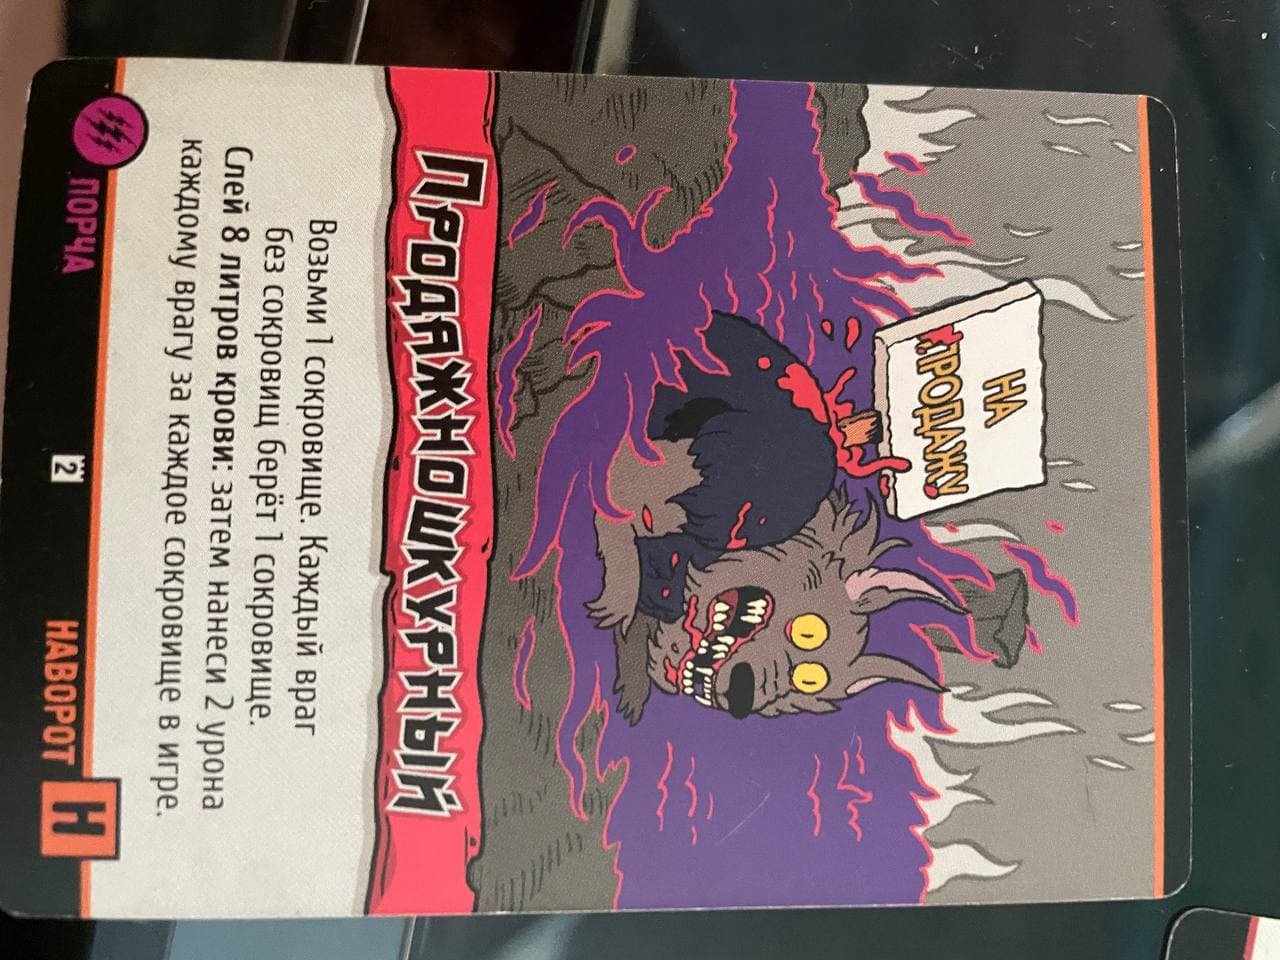 НА
ПРОДАЖУ
Продажношкурный
Возьми 1 сокровище. Каждый враг
без сокровищ берёт 1 сокровище.
Слей 8 литров крови: затем нанеси 2 урона
каждому врагу за каждое сокровище в игре.
ПОРЧА
2
НАВОРОТ
Н